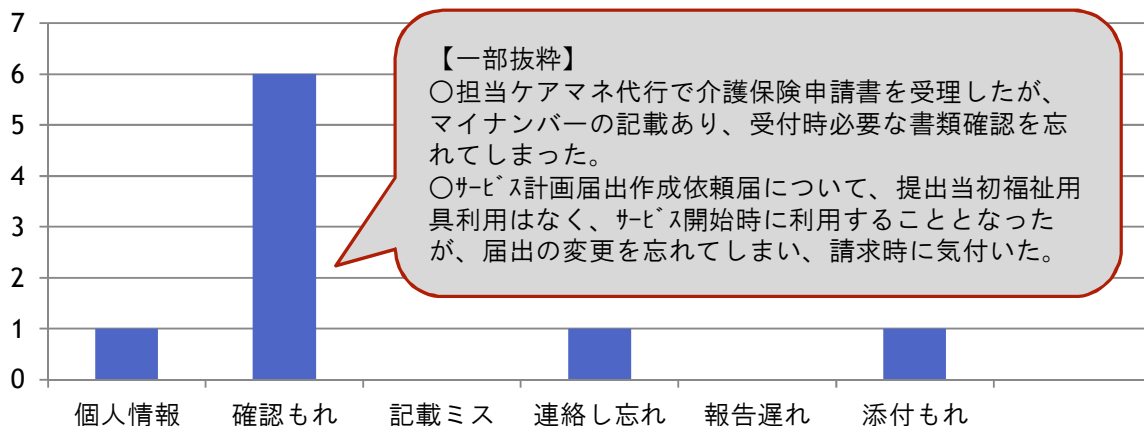 7
6
5
4
3
2
1
0
【一部抜粋】
〇担当ケアマネ代行で介護保険申請書を受理したが、
マイナンバーの記載あり、受付時必要な書類確認を忘
れてしまった。
〇ｻｰﾋﾞｽ計画届出作成依頼届について、提出当初福祉用
具利用はなく、ｻｰﾋﾞｽ開始時に利用することとなった
が、届出の変更を忘れてしまい、請求時に気付いた。
個人情報 確認もれ 記載ミス 連絡し忘れ 報告遅れ 添付もれ